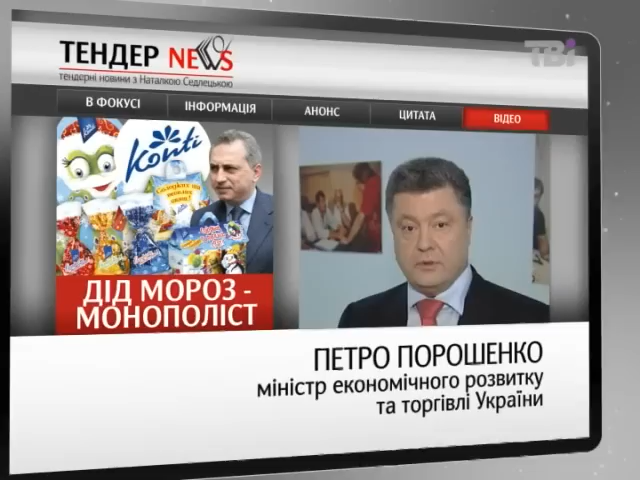 ТВі
ТЕНДЕР NEWS
тендерні новини з Наталкою Седлецькою
В ФОКУСІ
ІНФОРМАЦІЯ
АНОНС
ЦИТАТА
ВІДЕО
Konti
ДІД МОРОЗ -
МОНОПОЛІСТ
ПЕТРО ПОРОШЕНКО
міністр економічного розвитку
та торгівлі України